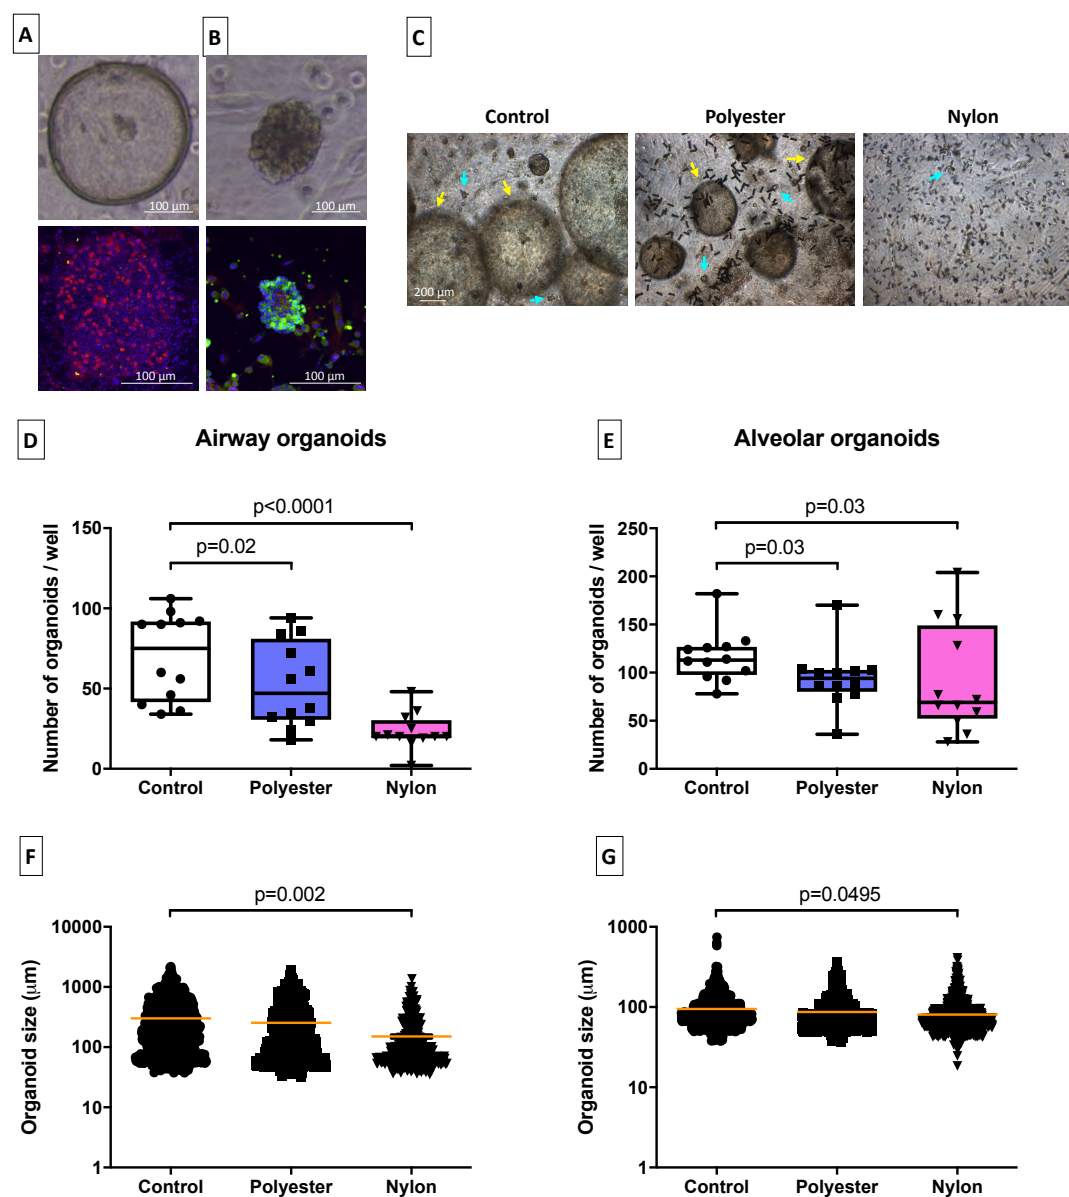 A
B
C
Control
Polyester
Nylon
100 µm
100 µm
200 µm
100 µm
100 µm
D
Airway organoids
E
Alveolar organoids
p<0.0001
p=0.02
Number of organoids / well
150
100
50
0
Control
Polyester
Nylon
p=0.03
p=0.03
Number of organoids / well
250
200
150
100
50
0
Control
Polyester
Nylon
F
G
p=0.002
Organoid size (µm)
10000
1000
100
10
1
Control
Polyester
Nylon
p=0.0495
Organoid size (µm)
1000
100
10
1
Control
Polyester
Nylon